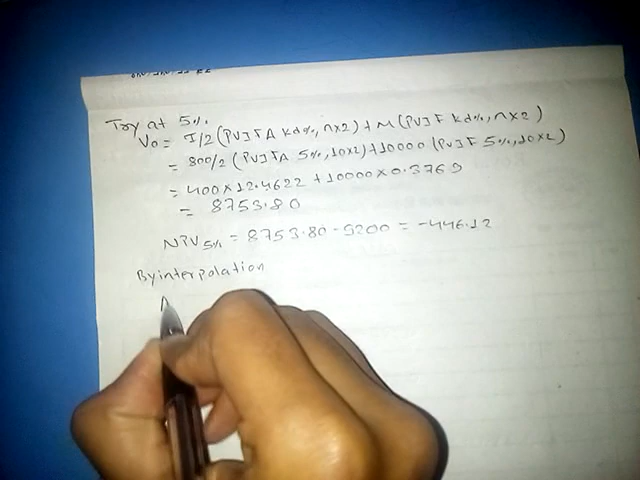 Try at 5%
V0 = I/2 (PVIFA kd%, n×2) + M (PVIF kd%, n×2)
= 800/2 (PVIFA 5%, 10×2) + 10000 (PVIF 5%, 10×2)
= 400×12.4622 + 10000×0.3769
= 8753.80
NPV5% = 8753.80 - 9200 = -446.12
By interpolation